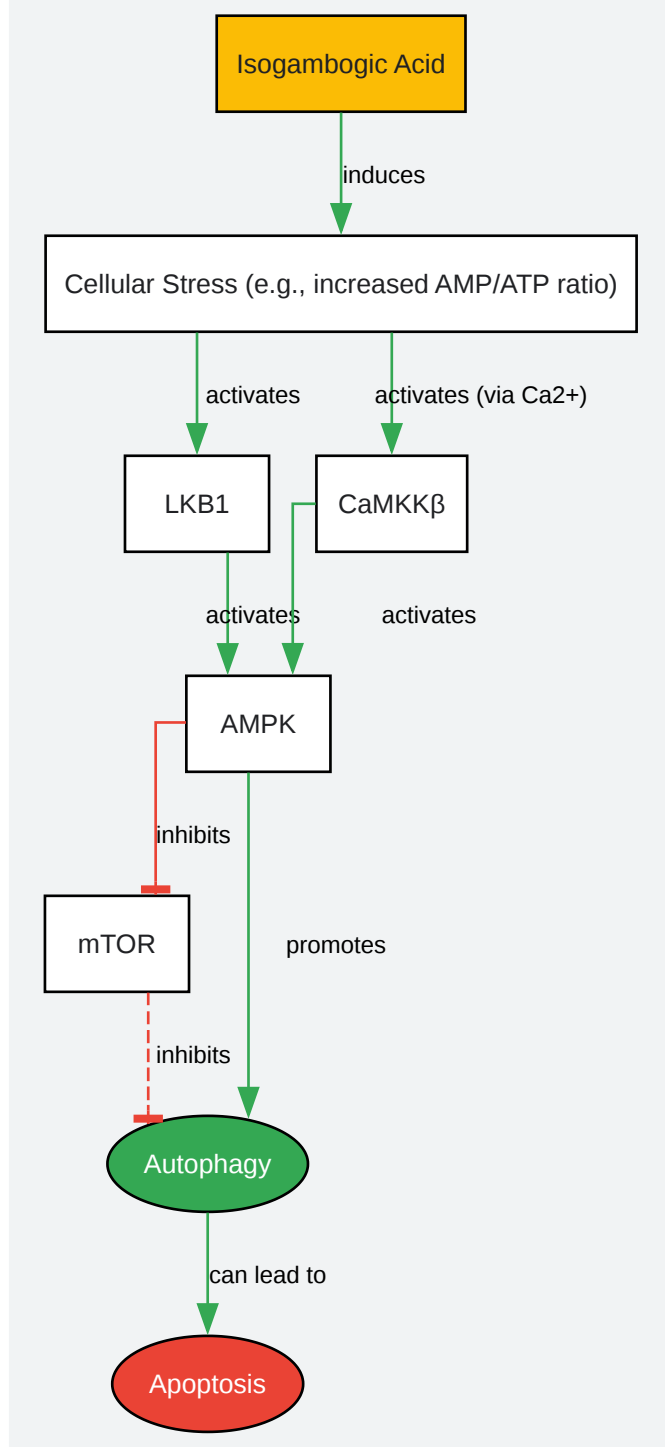 Isogambogic Acid
induces
Cellular Stress (e.g., increased AMP/ATP ratio)
activates
activates (via Ca2+)
LKB1
CaMKKβ
activates
activates
AMPK
inhibits
mTOR
promotes
inhibits
Autophagy
can lead to
Apoptosis